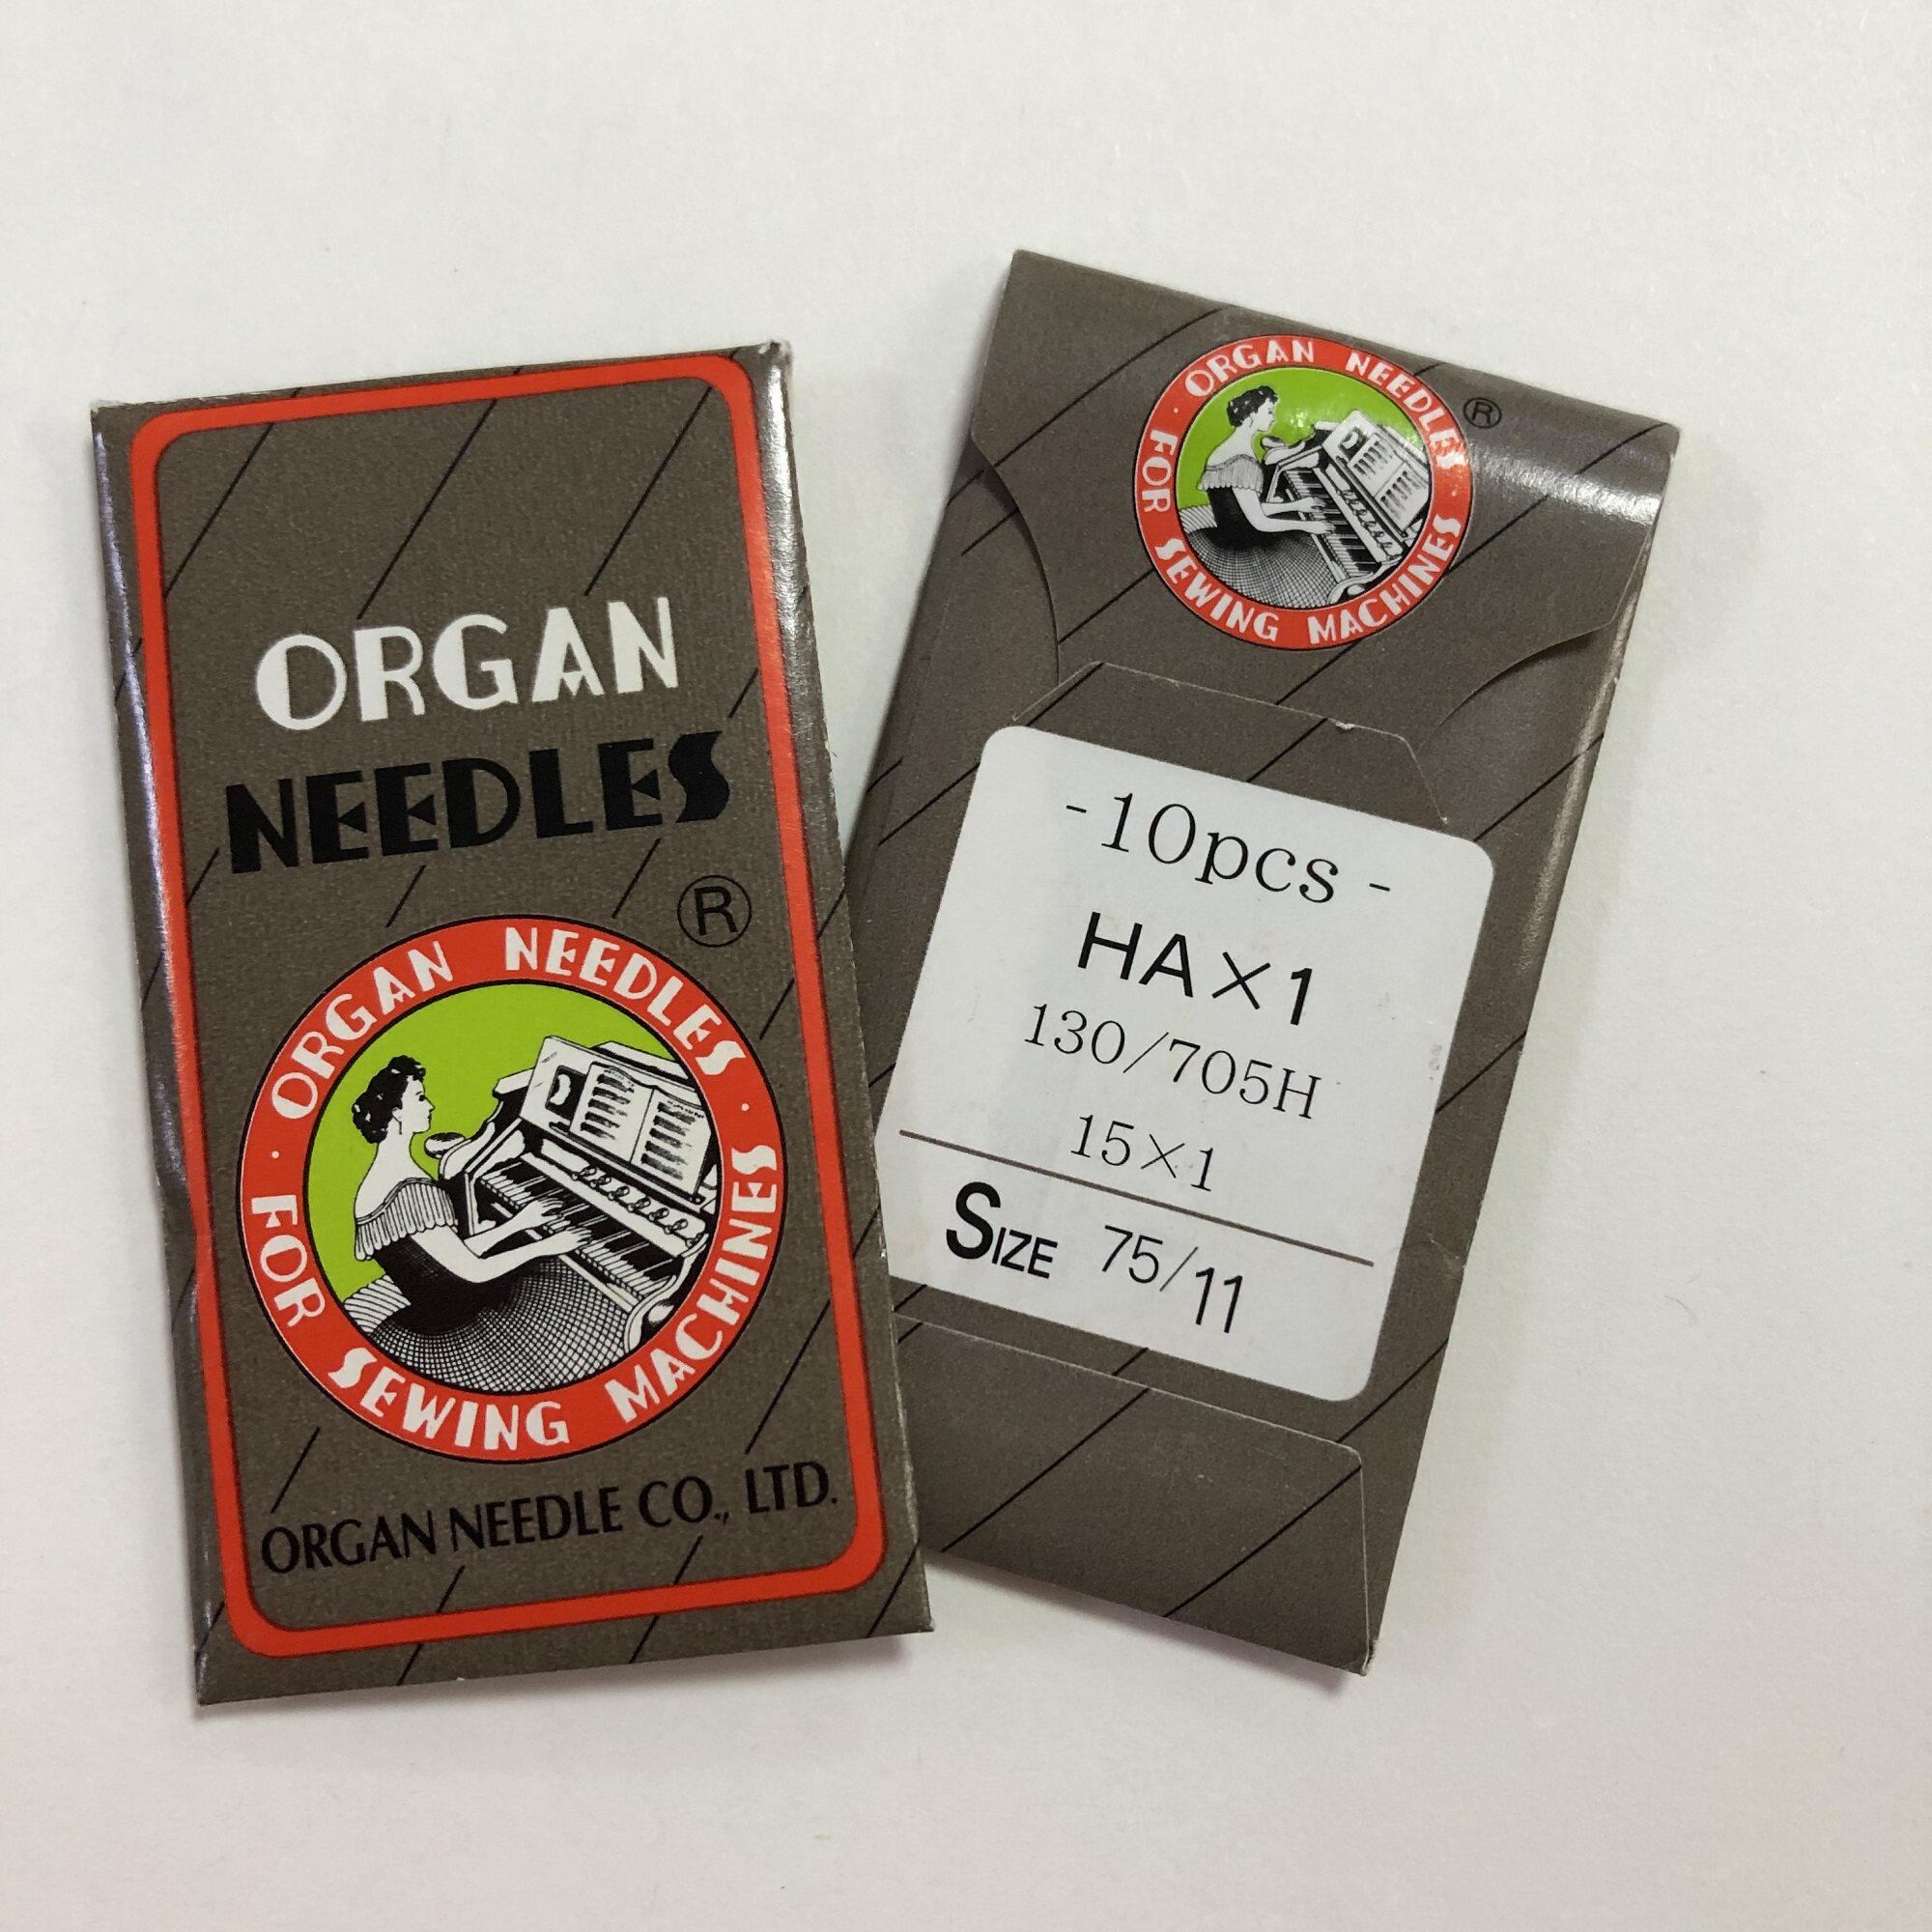 ORGAN
NEEDLES
®
ORGAN NEEDLES
· FOR SEWING MACHINES ·
ORGAN NEEDLE CO., LTD.
ORGAN NEEDLES
®
· FOR SEWING MACHINES ·
-10pcs-
HA×1
130/705H
15×1
SIZE 75/11